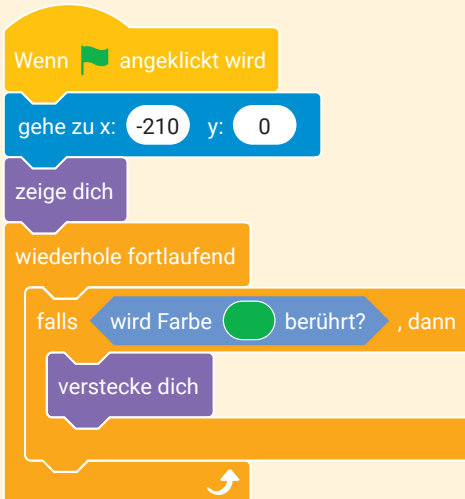 Wenn angeklickt wird
gehe zu x: -210 y: 0
zeige dich
wiederhole fortlaufend
falls wird Farbe berührt? , dann
verstecke dich